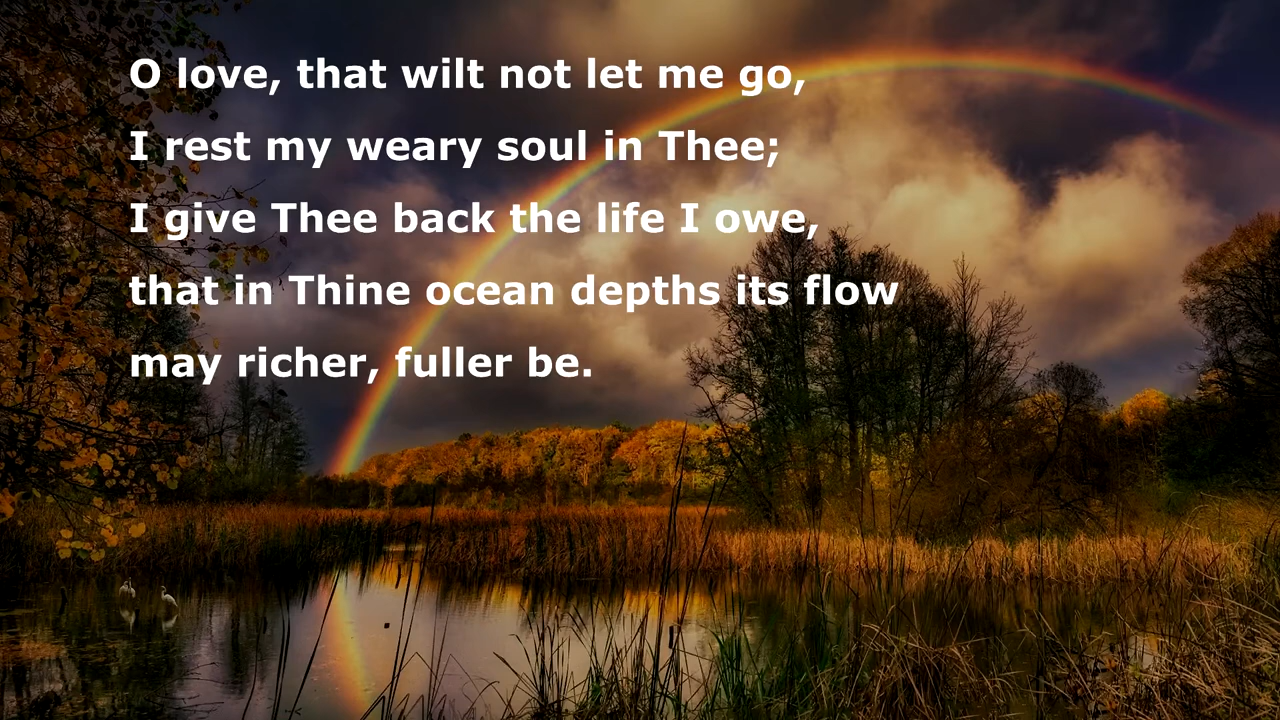 O love, that wilt not let me go,
I rest my weary soul in Thee;
I give Thee back the life I owe,
that in Thine ocean depths its flow
may richer, fuller be.